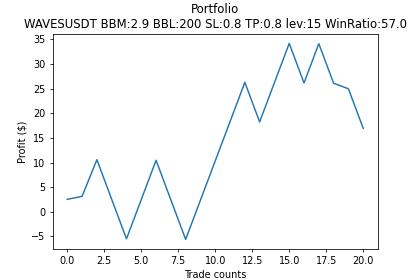 Portfolio
WAVESUSDT BBM:2.9 BBL:200 SL:0.8 TP:0.8 lev:15 WinRatio:57.0
35
30
25
20
15
10
5
0
−5
Profit ($)
0.0 2.5 5.0 7.5 10.0 12.5 15.0 17.5 20.0
Trade counts